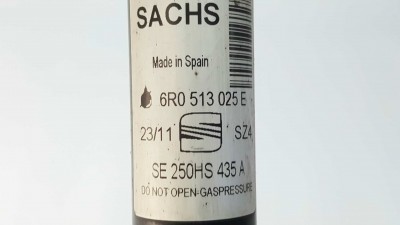 SACHS
Made in Spain
6R0 513 025 E
23/11 SZ4
SE 250HS 435 A
DO NOT OPEN-GASPRESSURE